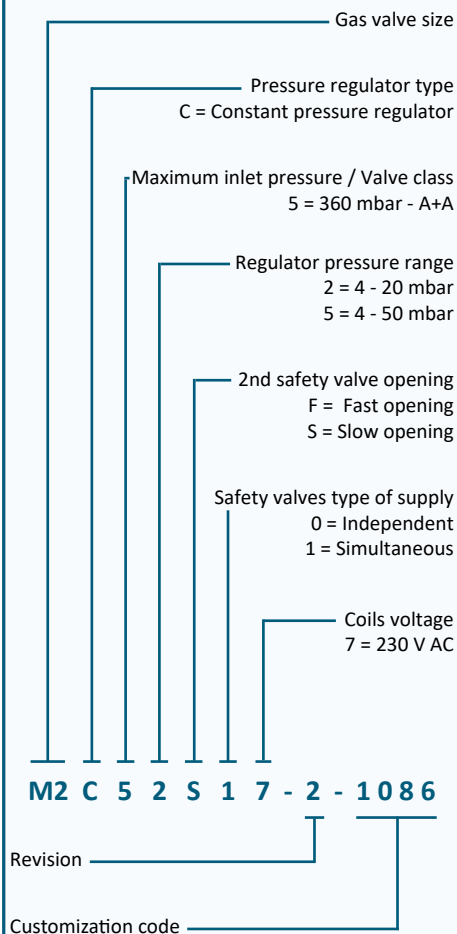 Gas valve size
Pressure regulator type
C = Constant pressure regulator
Maximum inlet pressure / Valve class
5 = 360 mbar - A+A
Regulator pressure range
2 = 4 - 20 mbar
5 = 4 - 50 mbar
2nd safety valve opening
F = Fast opening
S = Slow opening
Safety valves type of supply
0 = Independent
1 = Simultaneous
Coils voltage
7 = 230 V AC
M2 C 5 2 S 1 7 - 2 - 1086
Revision
Customization code